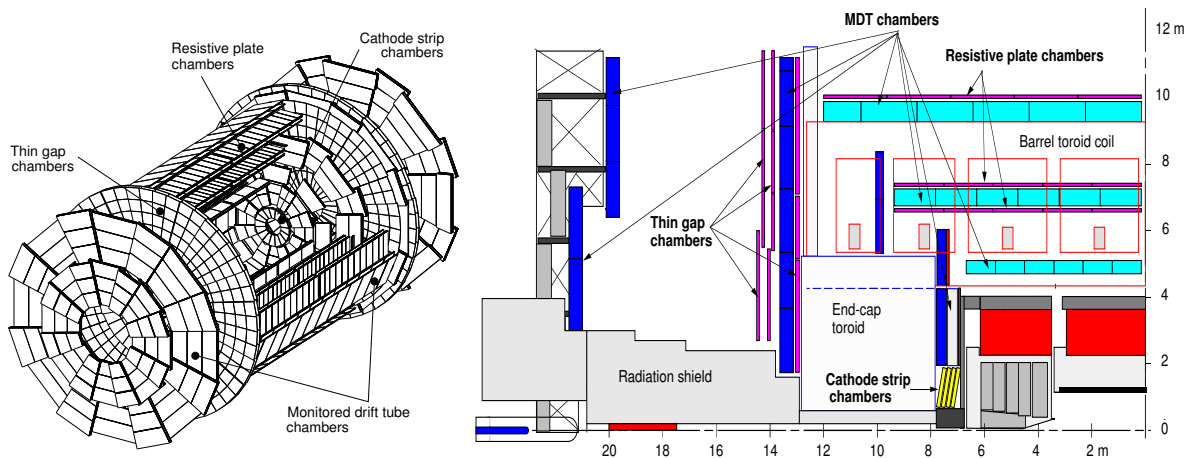 Resistive plate
chambers
Cathode strip
chambers
Thin gap
chambers
Monitored drift tube
chambers
MDT chambers
Resistive plate chambers
Barrel toroid coil
Thin gap
chambers
End-cap
toroid
Radiation shield
Cathode strip
chambers
12 m
10
8
6
4
2
0
20
18
16
14
12
10
8
6
4
2 m